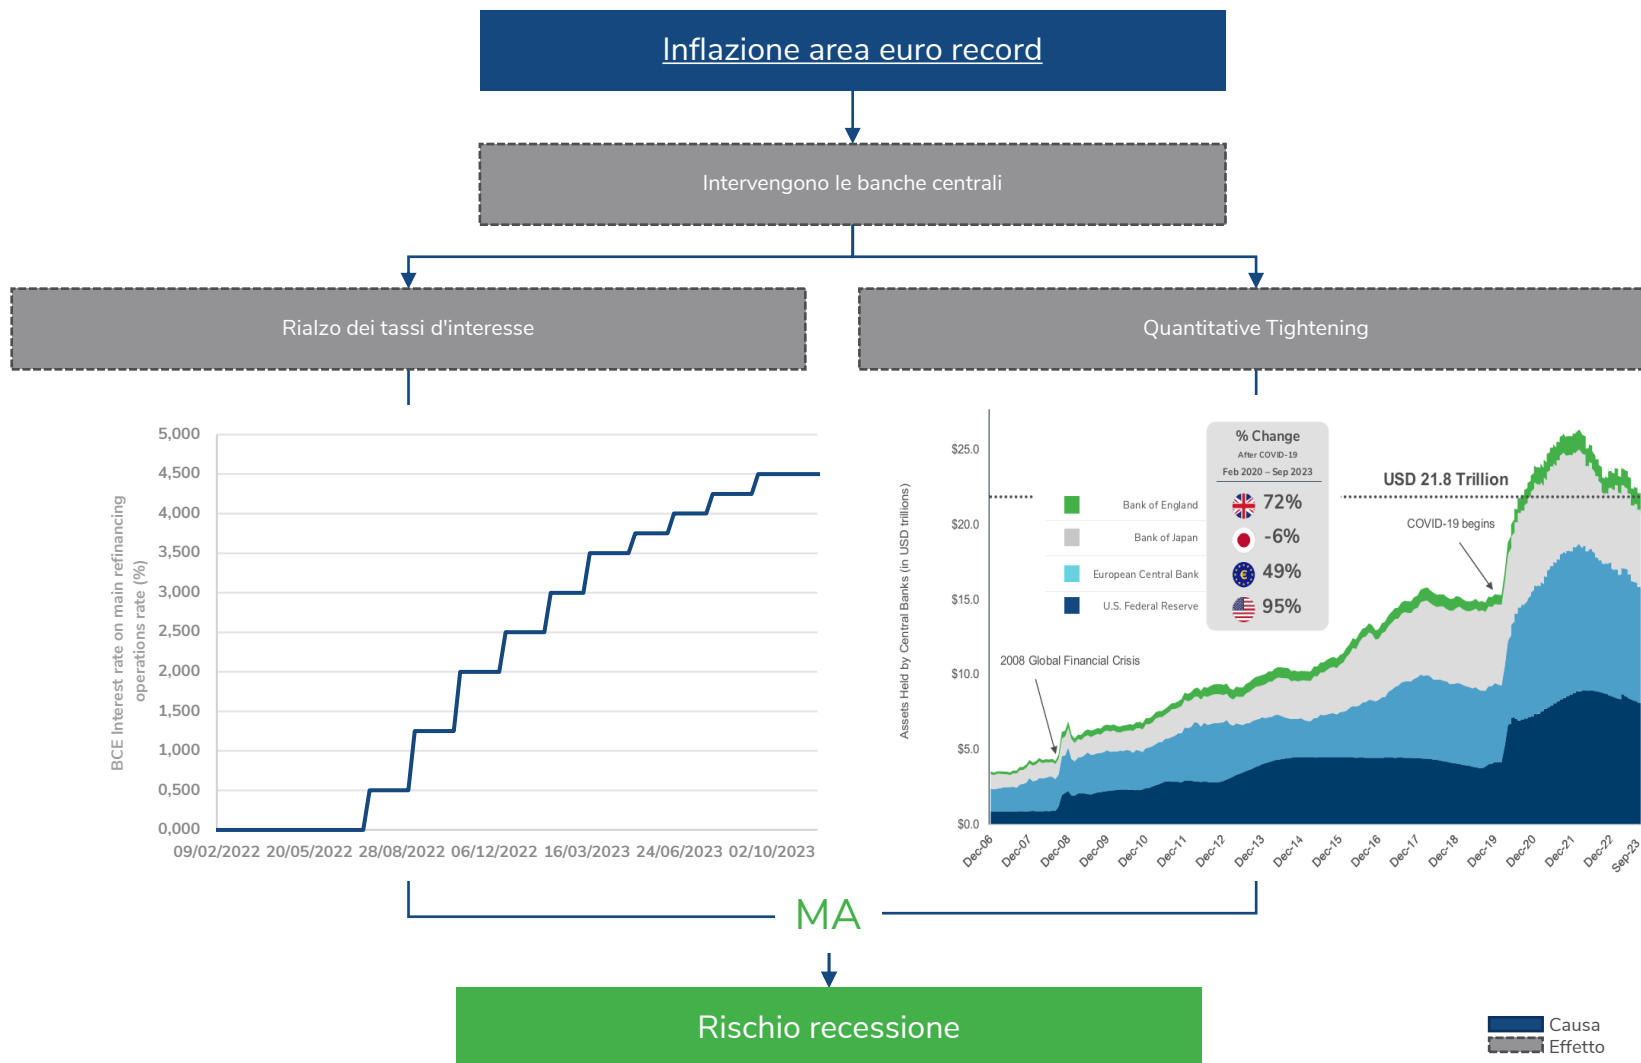 Inflazione area euro record
Intervengono le banche centrali
Rialzo dei tassi d'interesse
Quantitative Tightening
BCE Interest rate on main refinancing
operations rate (%)
5,000
4,500
4,000
3,500
3,000
2,500
2,000
1,500
1,000
0,500
0,000
09/02/2022 20/05/2022 28/08/2022 06/12/2022 16/03/2023 24/06/2023 02/10/2023
Assets Held by Central Banks (in USD trillions)
$25.0
$20.0
$15.0
$10.0
$5.0
$0.0
% Change
After COVID-19
Feb 2020 – Sep 2023
Bank of England 72%
Bank of Japan -6%
European Central Bank 49%
U.S. Federal Reserve 95%
USD 21.8 Trillion
COVID-19 begins
2008 Global Financial Crisis
Dec-06 Dec-07 Dec-08 Dec-09 Dec-10 Dec-11 Dec-12 Dec-13 Dec-14 Dec-15 Dec-16 Dec-17 Dec-18 Dec-19 Dec-20 Dec-21 Dec-22 Sep-23
MA
Rischio recessione
Causa
Effetto